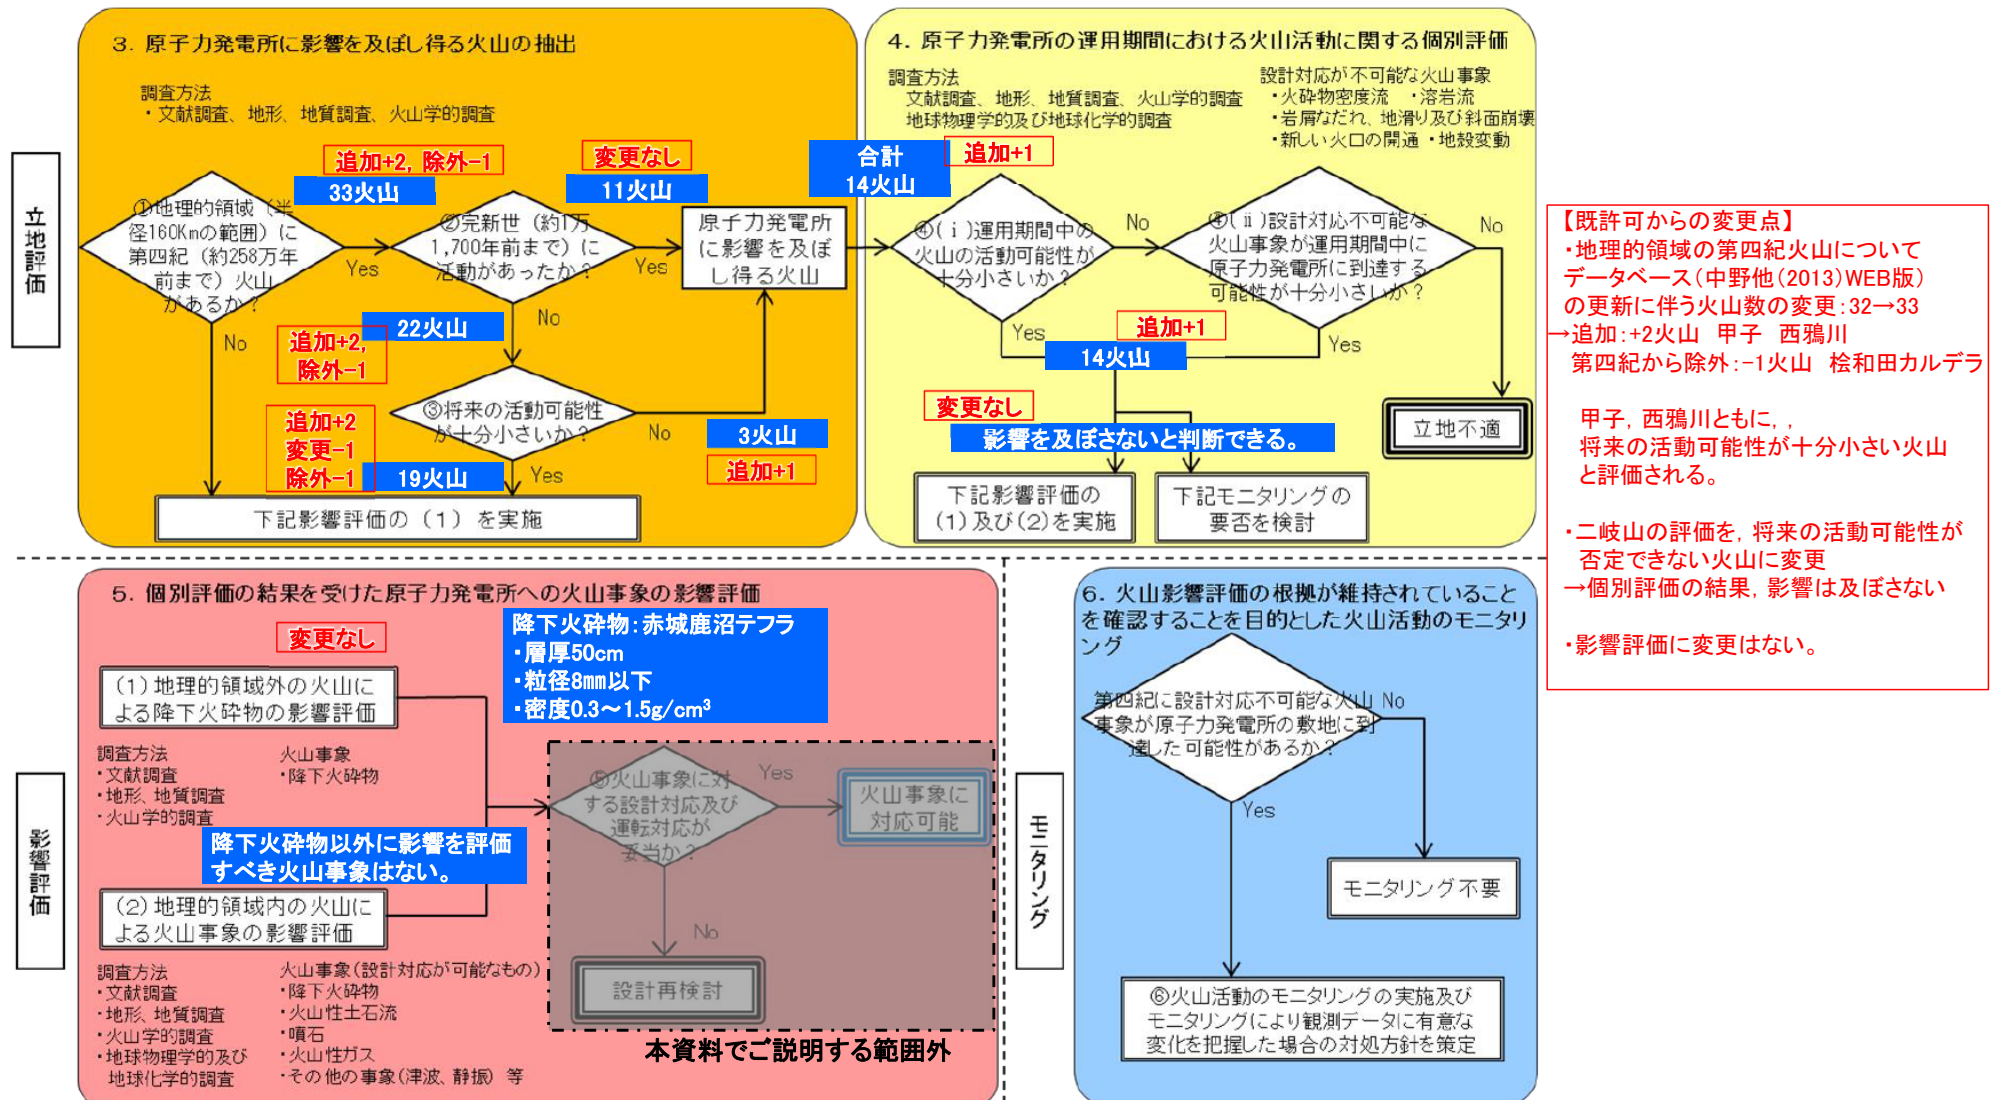 立地評価
3. 原子力発電所に影響を及ぼし得る火山の抽出
調査方法
・文献調査、地形、地質調査、火山学的調査
追加+2, 除外-1
33火山
変更なし
11火山
①地理的領域（半
径160Kmの範囲）に
第四紀（約258万年
前まで）火山
があるか？
Yes
No
②完新世（約1万
1,700年前まで）に
活動があったか？
Yes
No
原子力発電所
に影響を及ぼ
し得る火山
追加+2,
除外-1
22火山
③将来の活動可能性
が十分小さいか？
No
3火山
追加+1
追加+2
変更-1
除外-1
19火山
Yes
下記影響評価の（1）を実施
4. 原子力発電所の運用期間における火山活動に関する個別評価
調査方法
文献調査、地形、地質調査、火山学的調査
地球物理学的及び地球化学的調査
設計対応が不可能な火山事象
・火砕物密度流　・溶岩流
・岩屑なだれ、地滑り及び斜面崩壊
・新しい火口の開通 ・地殻変動
合計
14火山
追加+1
④(ⅰ)運用期間中の
火山の活動可能性が
十分小さいか？
No
Yes
④(ⅱ)設計対応不可能な
火山事象が運用期間中に
原子力発電所に到達する
可能性が十分小さいか？
No
Yes
追加+1
14火山
変更なし
影響を及ぼさないと判断できる。
立地不適
下記影響評価の
(1)及び(2)を実施
下記モニタリングの
要否を検討
【既許可からの変更点】
・地理的領域の第四紀火山について
データベース(中野他(2013)WEB版)
の更新に伴う火山数の変更：32→33
→追加：+2火山　甲子　西鴉川
第四紀から除外：-1火山　桧和田カルデラ
甲子, 西鴉川ともに, ,
将来の活動可能性が十分小さい火山
と評価される。
・二岐山の評価を, 将来の活動可能性が
否定できない火山に変更
→個別評価の結果, 影響は及ぼさない
・影響評価に変更はない。
影響評価
5. 個別評価の結果を受けた原子力発電所への火山事象の影響評価
変更なし
降下火砕物：赤城鹿沼テフラ
・層厚50cm
・粒径8mm以下
・密度0.3～1.5g/cm³
(1)地理的領域外の火山に
よる降下火砕物の影響評価
調査方法
・文献調査
・地形、地質調査
・火山学的調査
火山事象
・降下火砕物
降下火砕物以外に影響を評価
すべき火山事象はない。
(2)地理的領域内の火山に
よる火山事象の影響評価
調査方法
・文献調査
・地形、地質調査
・火山学的調査
・地球物理学的及び
地球化学的調査
火山事象(設計対応が可能なもの)
・降下火砕物
・火山性土石流
・噴石
・火山性ガス
・その他の事象(津波、静振) 等
⑤火山事象に対
する設計対応及び
運転対応が
妥当か？
Yes
火山事象に
対応可能
No
設計再検討
本資料でご説明する範囲外
モニタリング
6. 火山影響評価の根拠が維持されていること
を確認することを目的とした火山活動のモニタリ
ング
第四紀に設計対応不可能な火山
事象が原子力発電所の敷地に到
達した可能性があるか？
No
Yes
モニタリング不要
⑥火山活動のモニタリングの実施及び
モニタリングにより観測データに有意な
変化を把握した場合の対処方針を策定